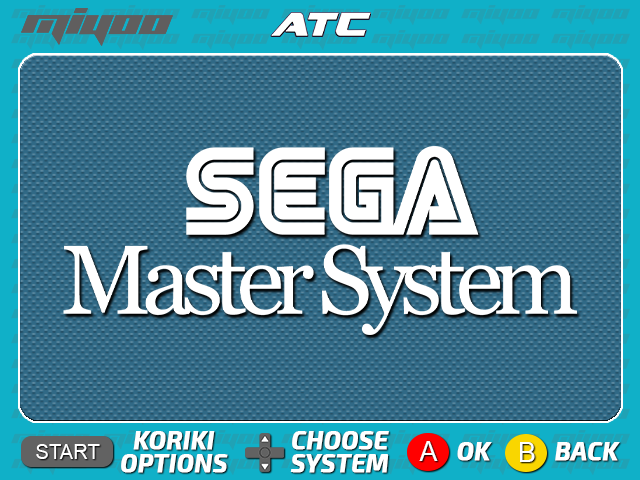 miyoo
ATC
SEGA
Master System
START
KORIKI
OPTIONS
CHOOSE
SYSTEM
A
OK
B
BACK